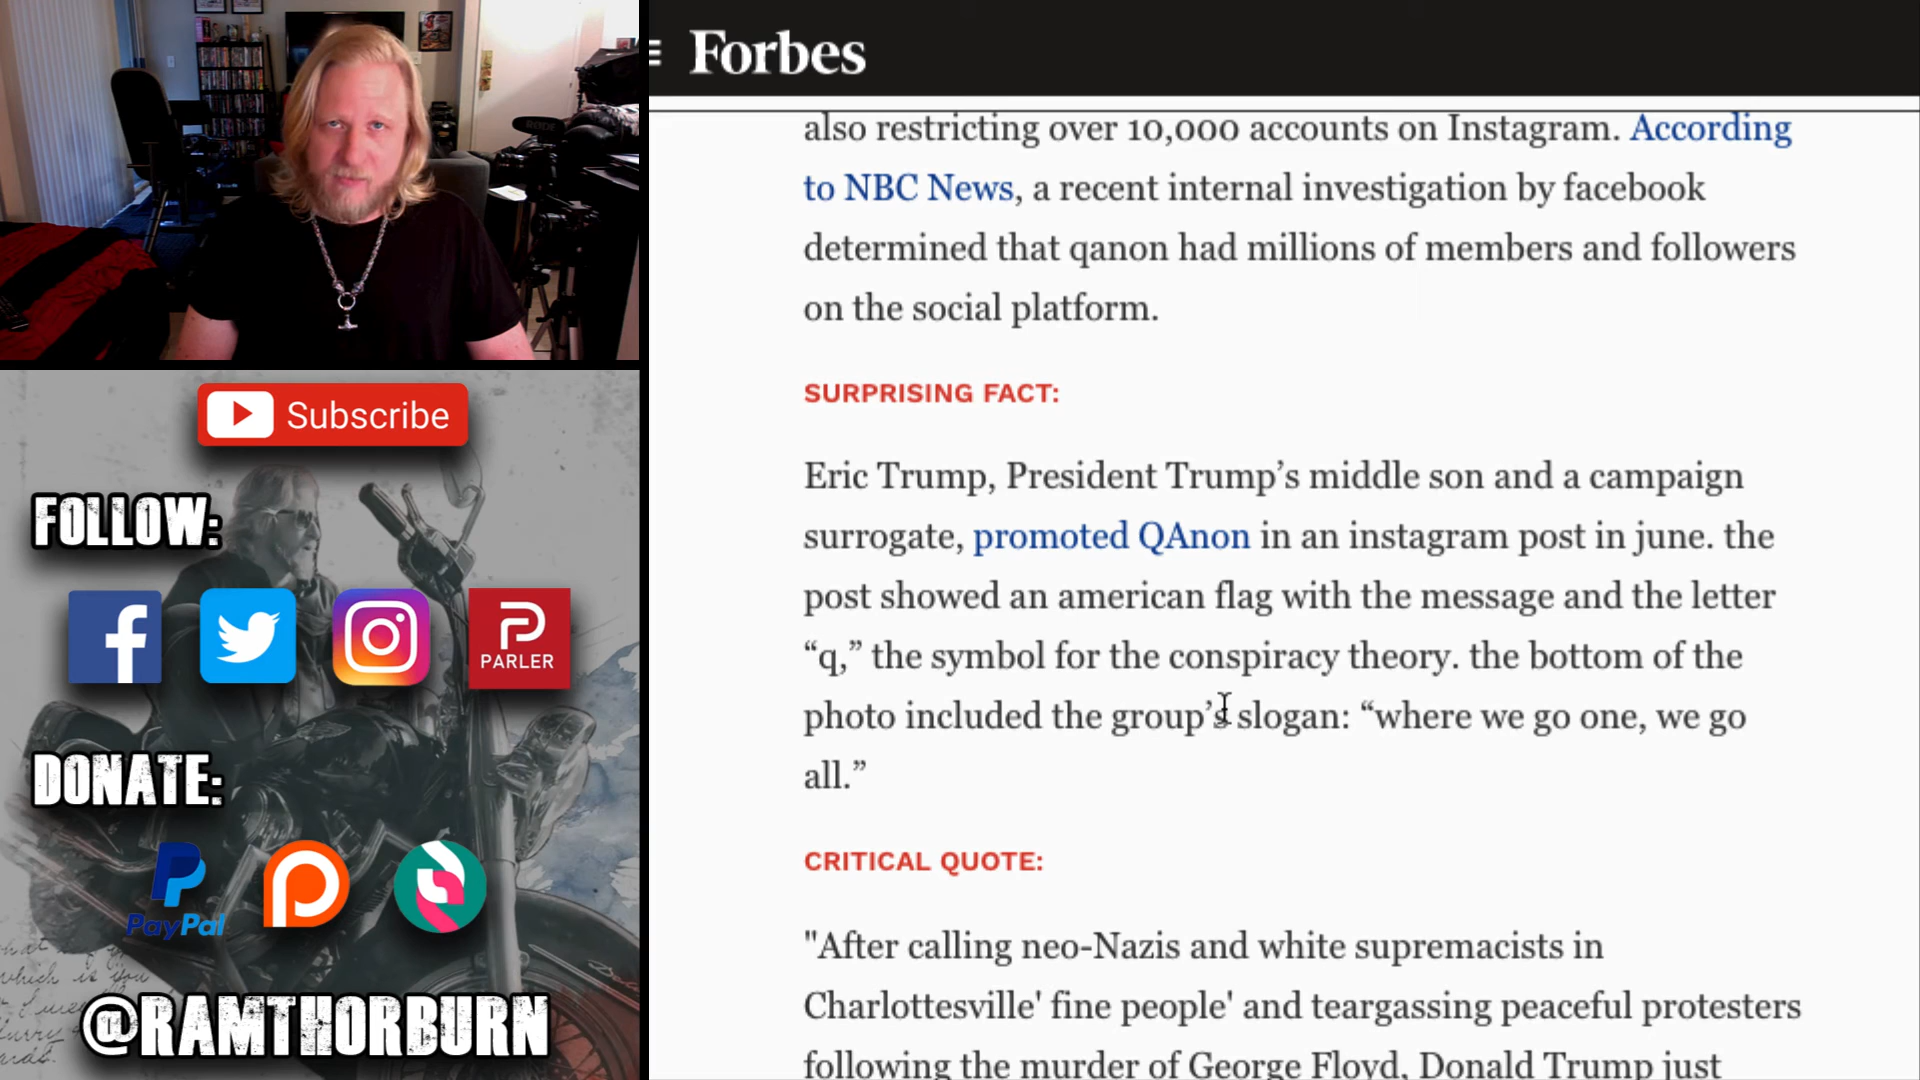 Subscribe
FOLLOW:
PARLER
DONATE:
PayPal
@RAMTHORBURN
Forbes
also restricting over 10,000 accounts on Instagram. According
to NBC News, a recent internal investigation by facebook
determined that qanon had millions of members and followers
on the social platform.
SURPRISING FACT:
Eric Trump, President Trump’s middle son and a campaign
surrogate, promoted QAnon in an instagram post in june. the
post showed an american flag with the message and the letter
“q,” the symbol for the conspiracy theory. the bottom of the
photo included the group’s slogan: “where we go one, we go
all.”
CRITICAL QUOTE:
"After calling neo-Nazis and white supremacists in
Charlottesville' fine people' and teargassing peaceful protesters
following the murder of George Floyd, Donald Trump just